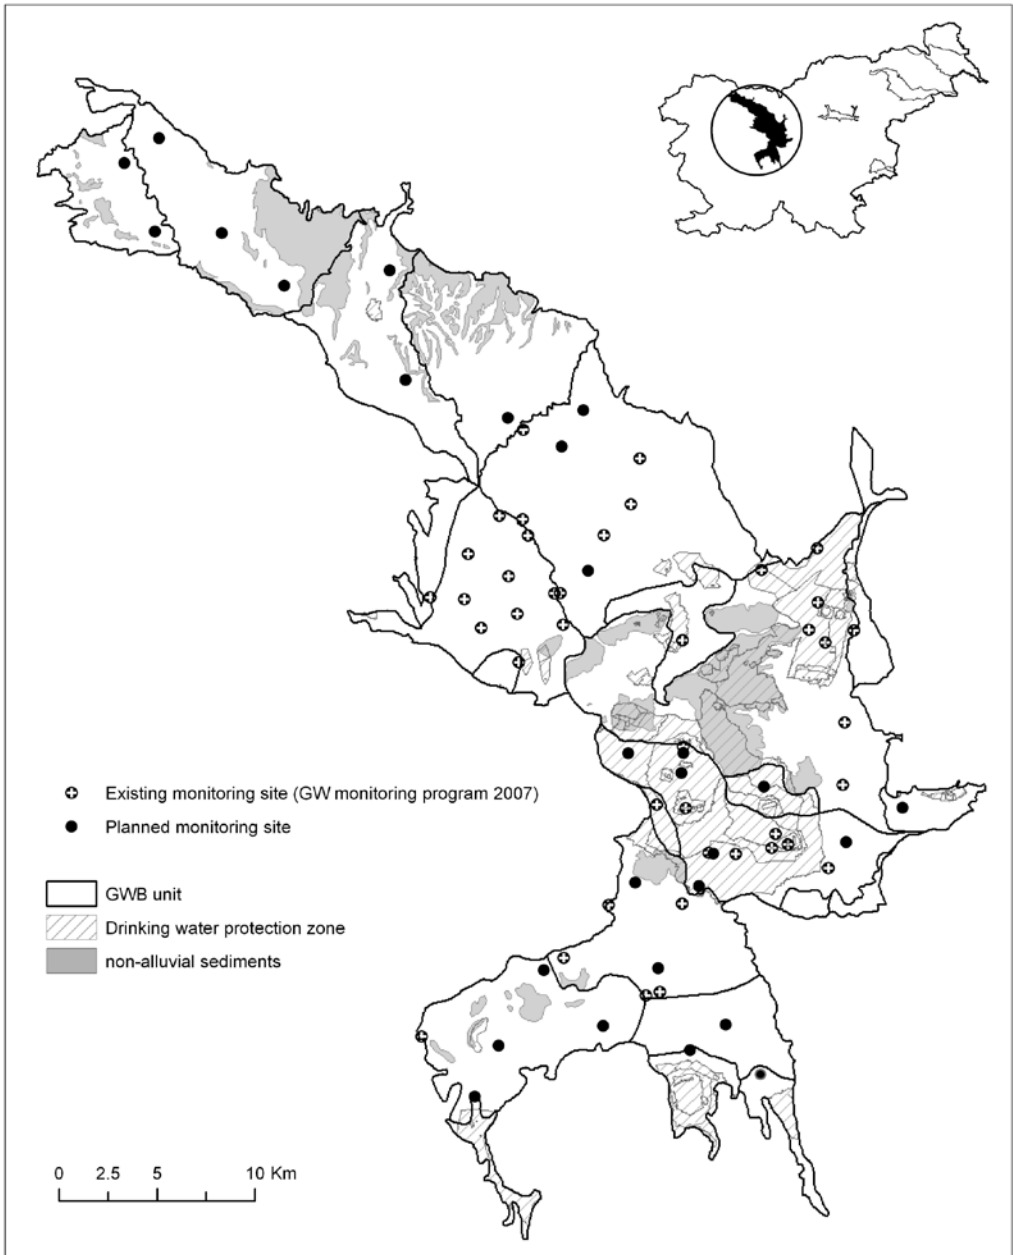 Existing monitoring site (GW monitoring program 2007)
Planned monitoring site
GWB unit
Drinking water protection zone
non-alluvial sediments
0 2.5 5 10 Km